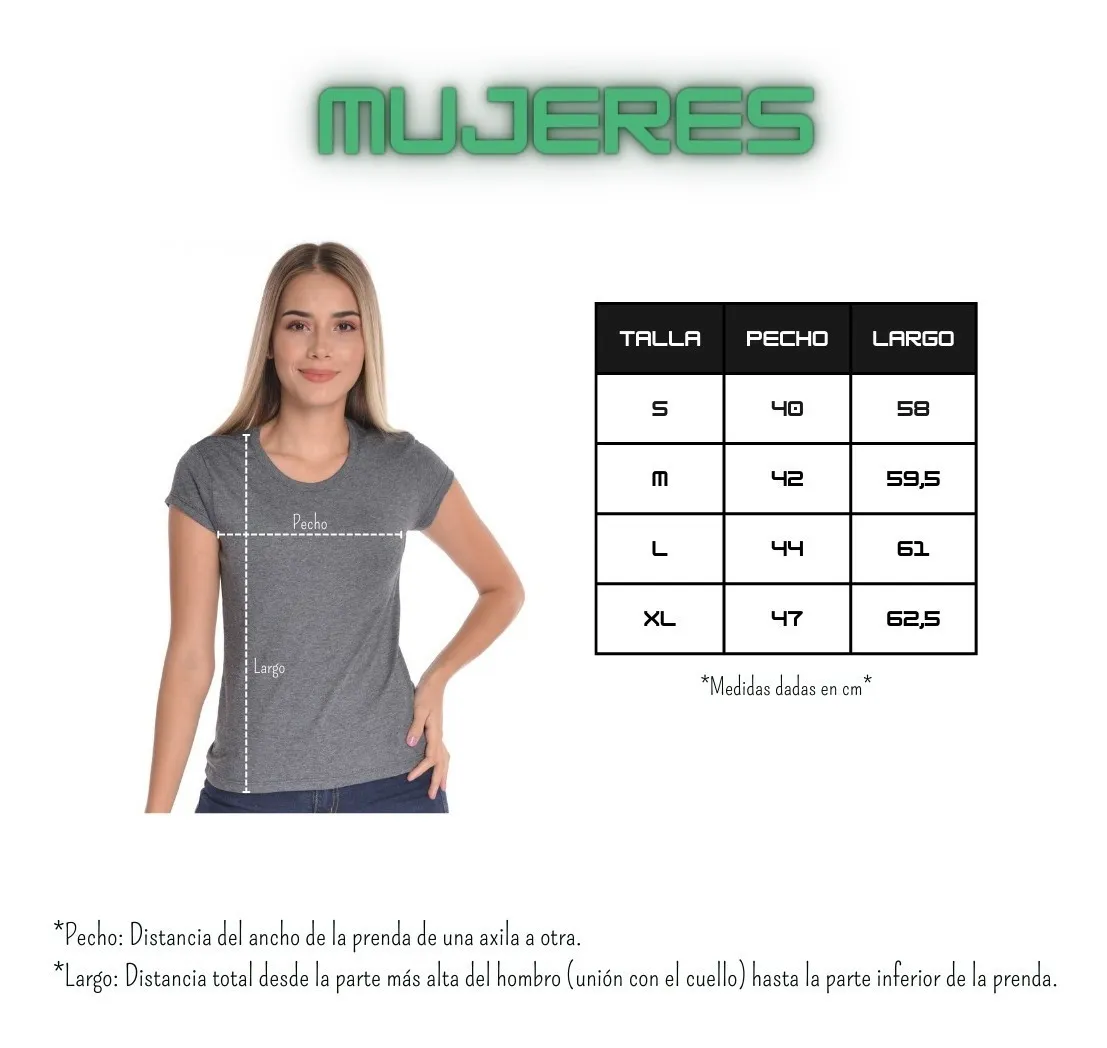 MUJERES
TALLA PECHO LARGO
S 40 58
M 42 59,5
L 44 61
XL 47 62,5
Pecho
Largo
*Medidas dadas en cm*
*Pecho: Distancia del ancho de la prenda de una axila a otra.
*Largo: Distancia total desde la parte más alta del hombro (unión con el cuello) hasta la parte inferior de la prenda.